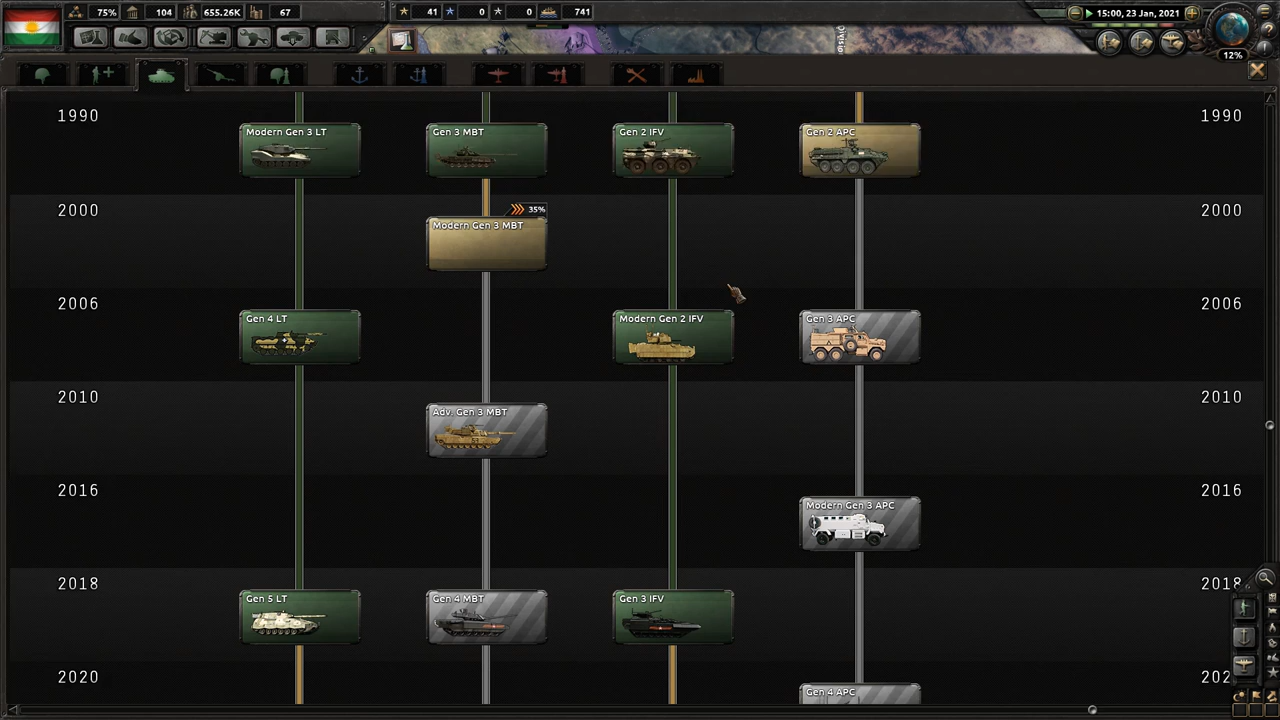 75% 104 655.26K 67 41 0 0 741 15:00, 23 Jan, 2021
12%
1990 1990
Modern Gen 3 LT Gen 3 MBT Gen 2 IFV Gen 2 APC
2000 35% 2000
Modern Gen 3 MBT
2006 2006
Gen 4 LT Modern Gen 2 IFV Gen 3 APC
2010 2010
Adv. Gen 3 MBT
2016 2016
Modern Gen 3 APC
2018 2018
Gen 5 LT Gen 4 MBT Gen 3 IFV
2020 202
Gen 4 APC